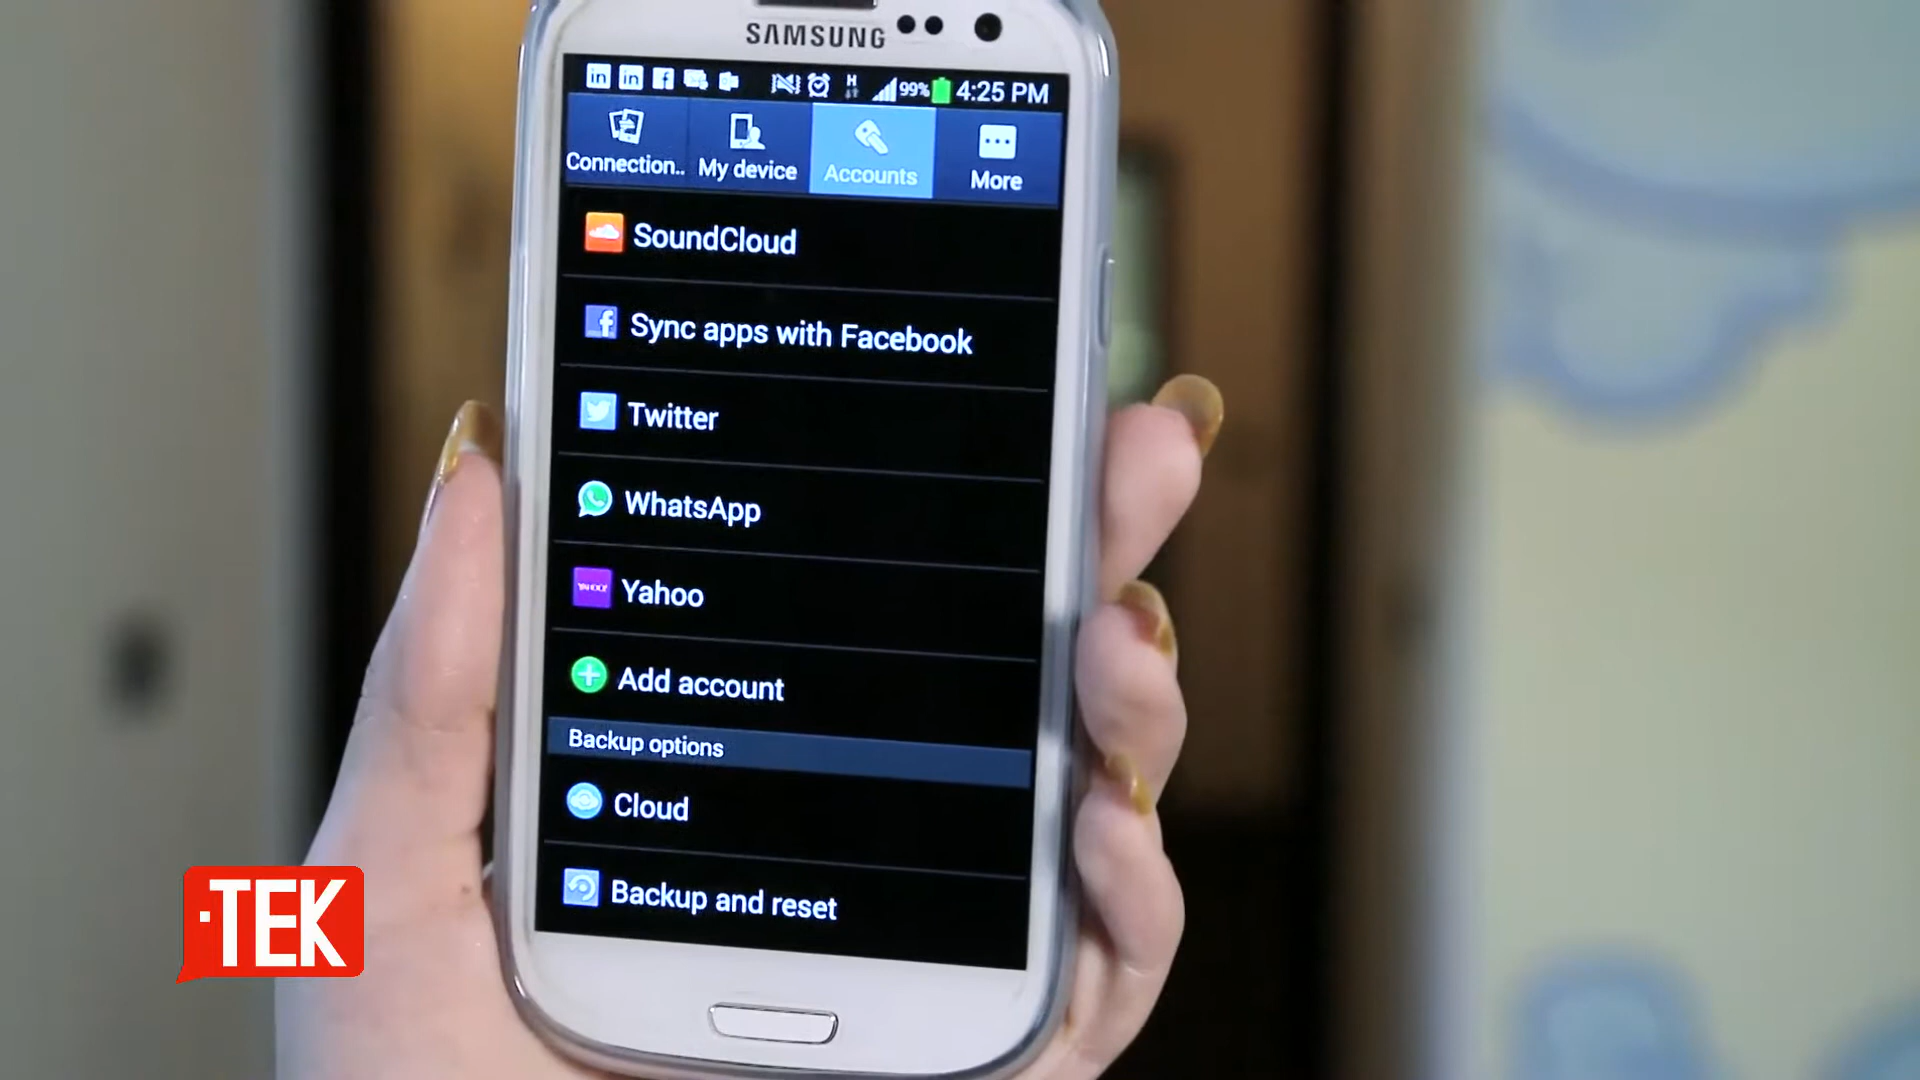 SAMSUNG
99% 4:25 PM
Connection..
My device
Accounts
More
SoundCloud
Sync apps with Facebook
Twitter
WhatsApp
YAHOO!
Yahoo
Add account
Backup options
Cloud
Backup and reset
·TEK